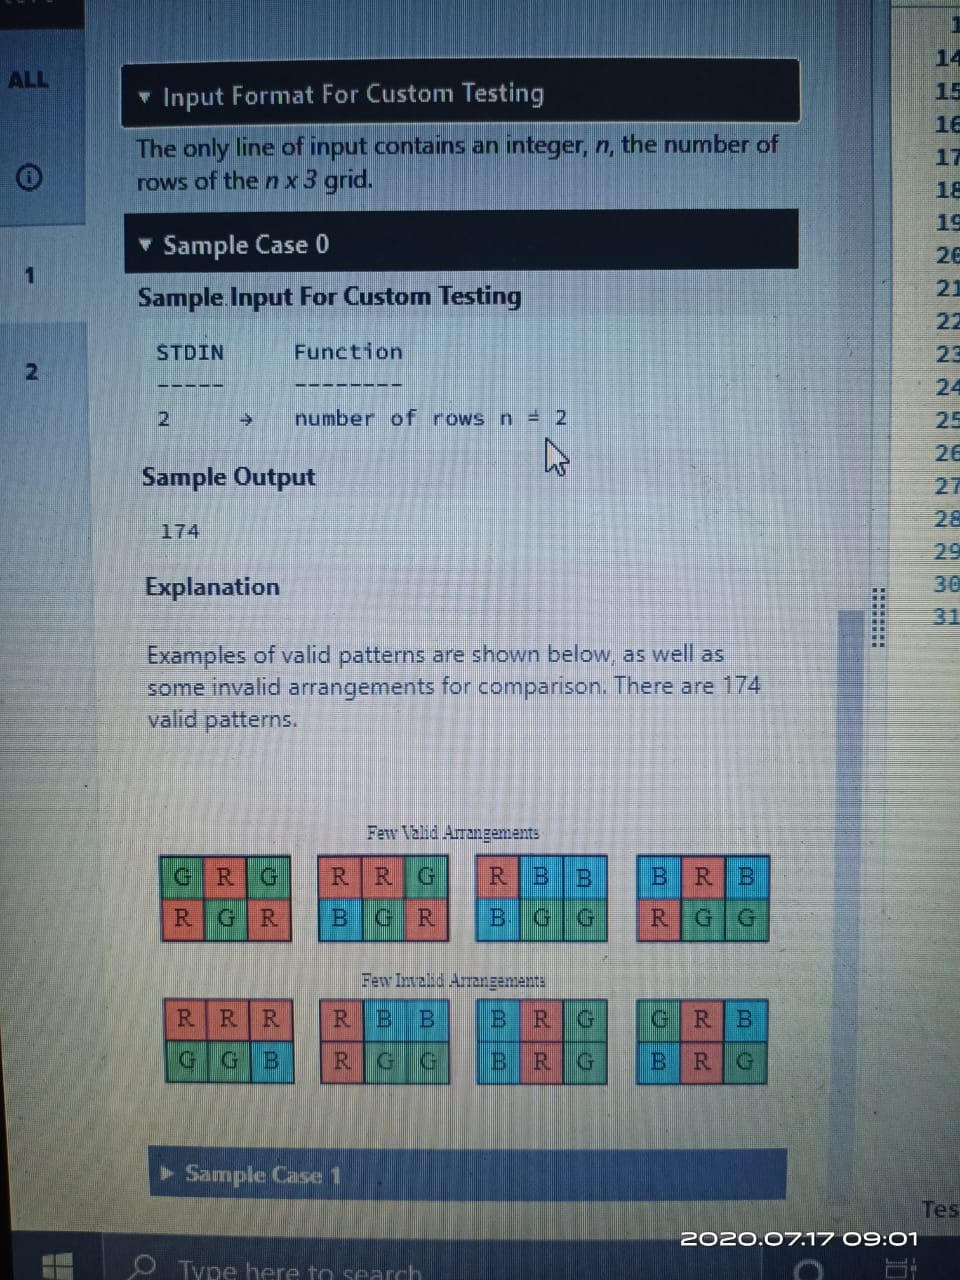 ALL
▼ Input Format For Custom Testing
The only line of input contains an integer, n, the number of
rows of the n x 3 grid.
▼ Sample Case 0
1
Sample Input For Custom Testing
STDIN Function
----- --------
2
2 → number of rows n = 2
Sample Output
174
Explanation
Examples of valid patterns are shown below, as well as
some invalid arrangements for comparison. There are 174
valid patterns.
Few Valid Arrangements
G R G R R G R B B B R B
R G R B G R B G G R G G
Few Invalid Arrangements
R R R R B B B R G G R B
G G B R G G B R G B R G
▶ Sample Case 1
14
15
16
17
18
19
20
21
22
23
24
25
26
27
28
29
30
31
Tes
2020.07.17 09:01
Type here to search